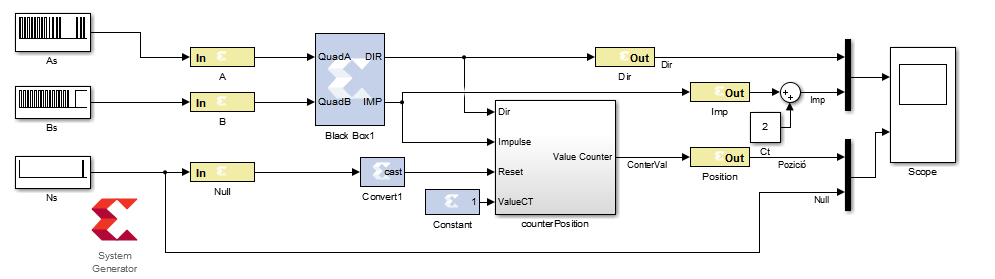 As
In
A
QuadA
DIR
QuadB
IMP
Black Box1
Out
Dir
Dir
Bs
In
B
Out
Imp
Imp
2
Ct
Scope
Dir
Impulse
Reset
ValueCT
Value Counter
counterPosition
ConterVal
Out
Position
Pozició
Ns
In
Null
cast
Convert1
1
Constant
Null
System
Generator